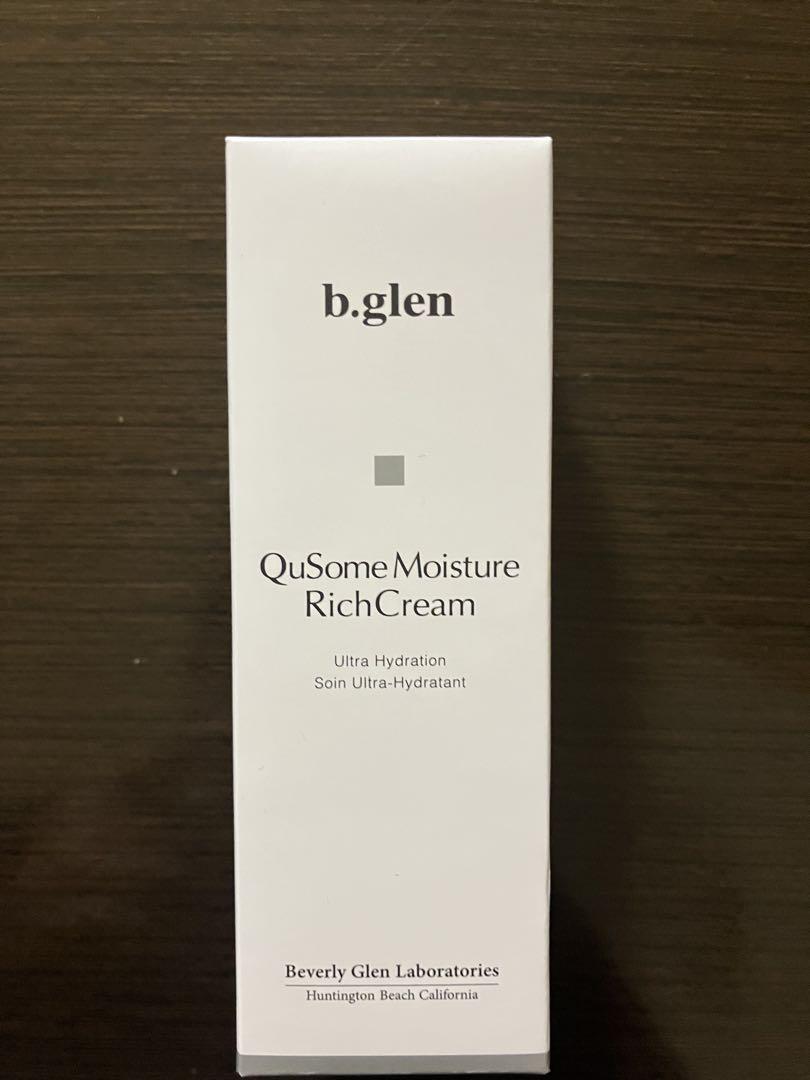 b.glen
QuSome Moisture
RichCream
Ultra Hydration
Soin Ultra-Hydratant
Beverly Glen Laboratories
Huntington Beach California